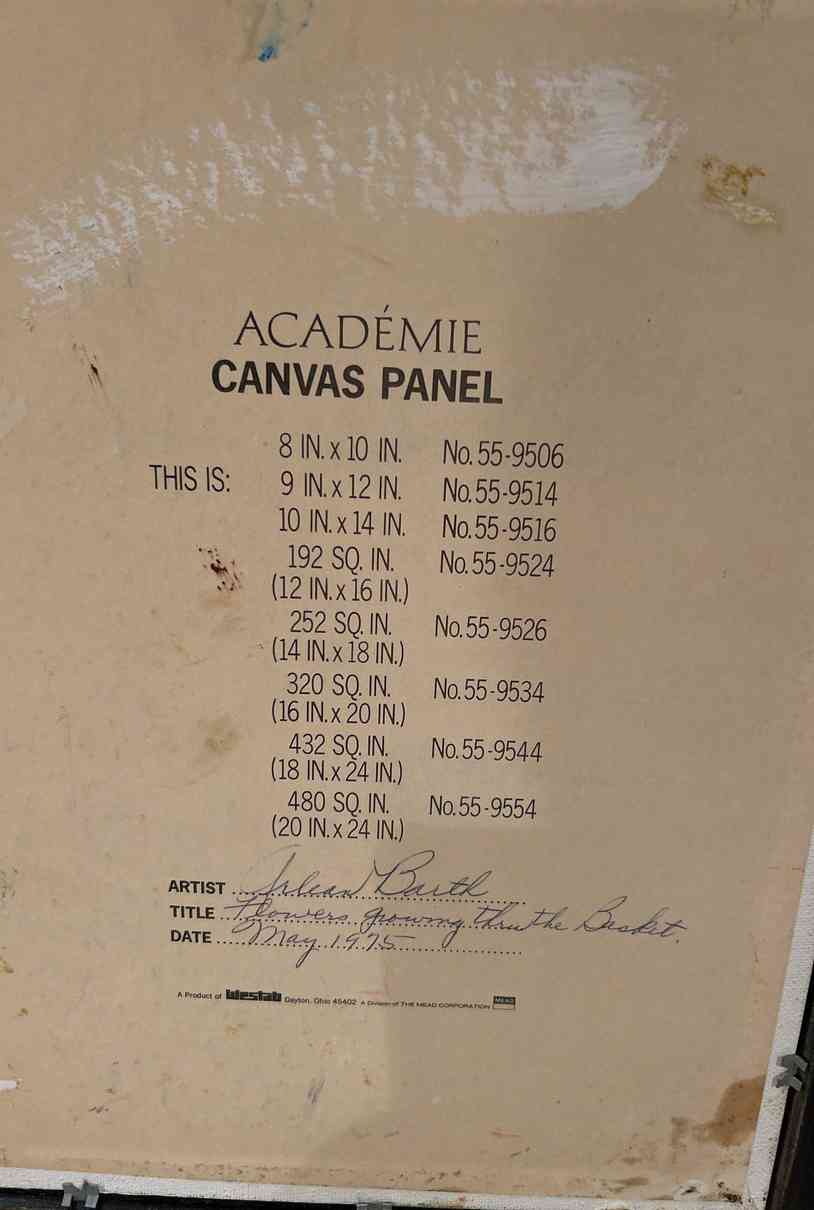 ACADÉMIE
CANVAS PANEL
8 IN. x 10 IN. No. 55-9506
THIS IS: 9 IN. x 12 IN. No. 55-9514
10 IN. x 14 IN. No. 55-9516
192 SQ. IN. No. 55-9524
(12 IN. x 16 IN.)
252 SQ. IN. No. 55-9526
(14 IN. x 18 IN.)
320 SQ. IN. No. 55-9534
(16 IN. x 20 IN.)
432 SQ. IN. No. 55-9544
(18 IN. x 24 IN.)
480 SQ. IN. No. 55-9554
(20 IN. x 24 IN.)
ARTIST Arlean Barth
TITLE Flowers growing thru the Basket.
DATE May 1975
A Product of Westab Dayton, Ohio 45402 A Division of THE MEAD CORPORATION MEAD